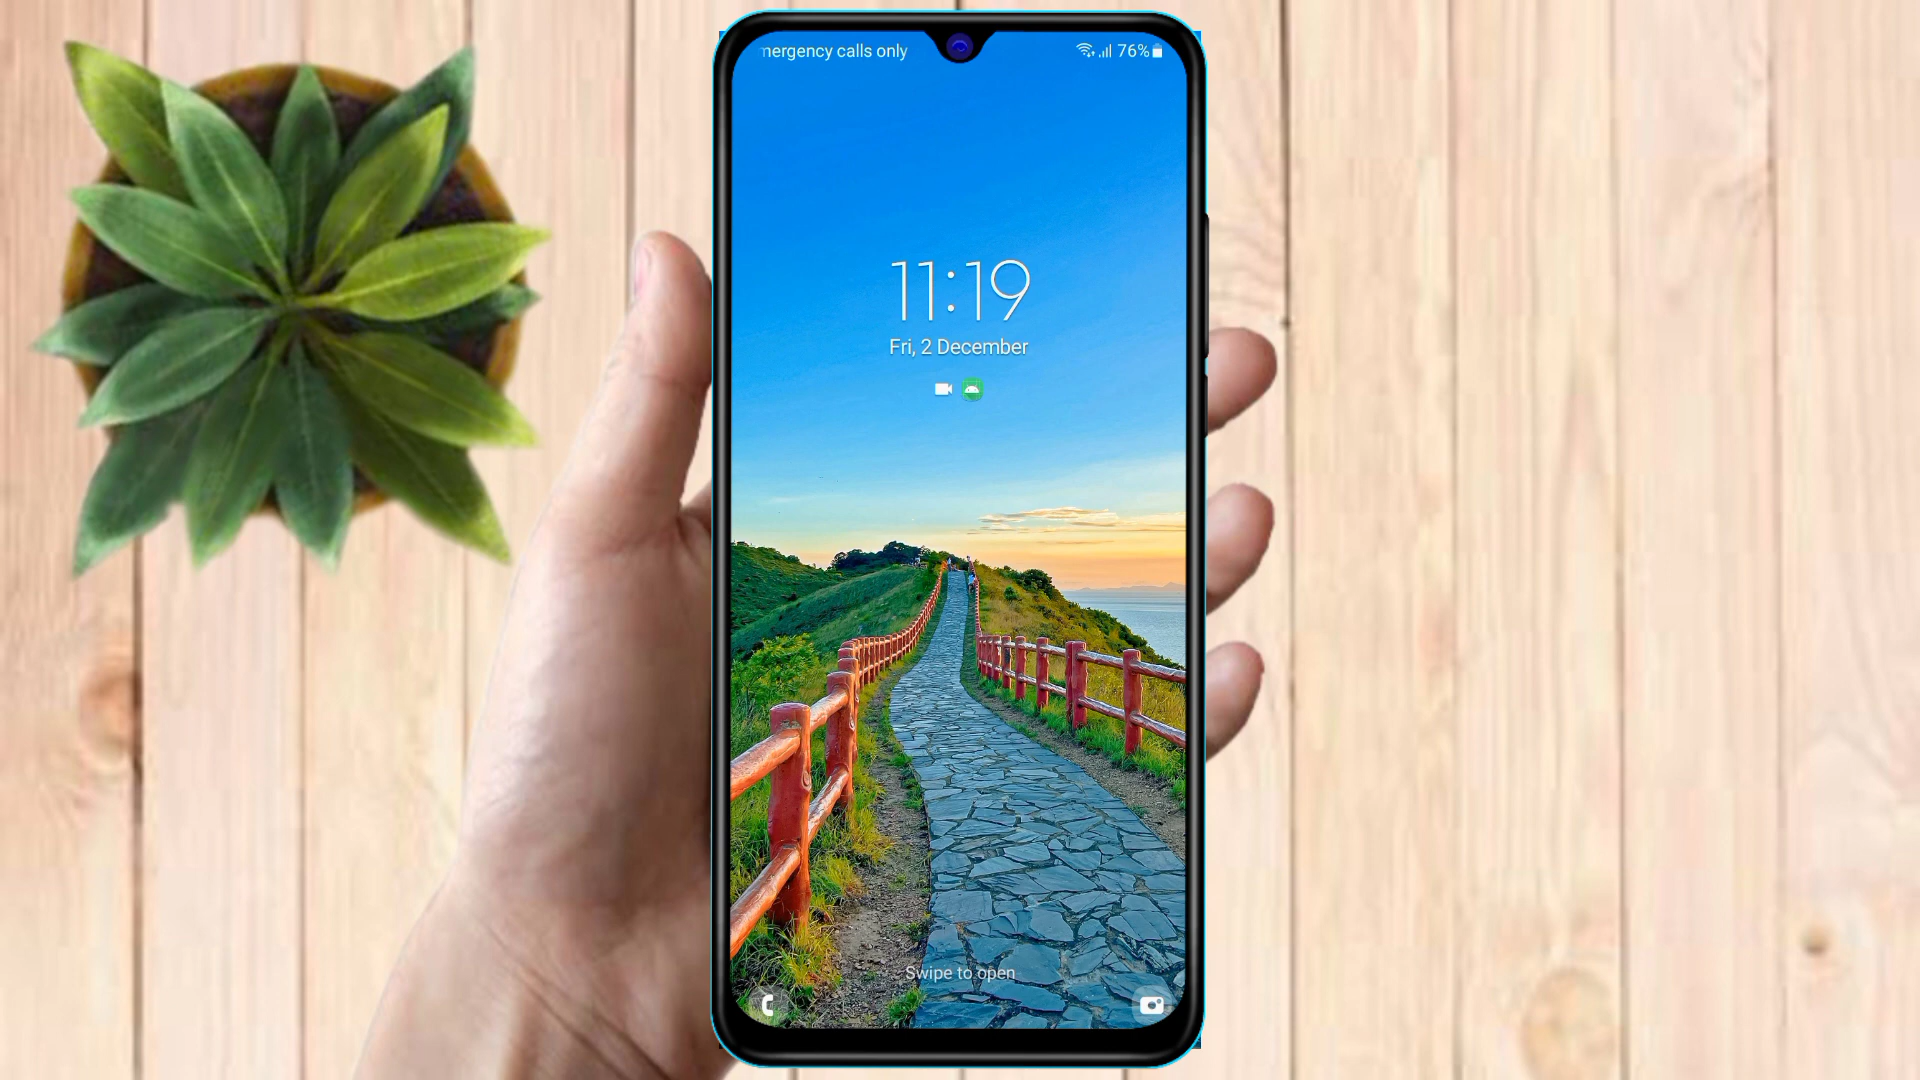 nergency calls only
76%
11:19
Fri, 2 December
Swipe to open